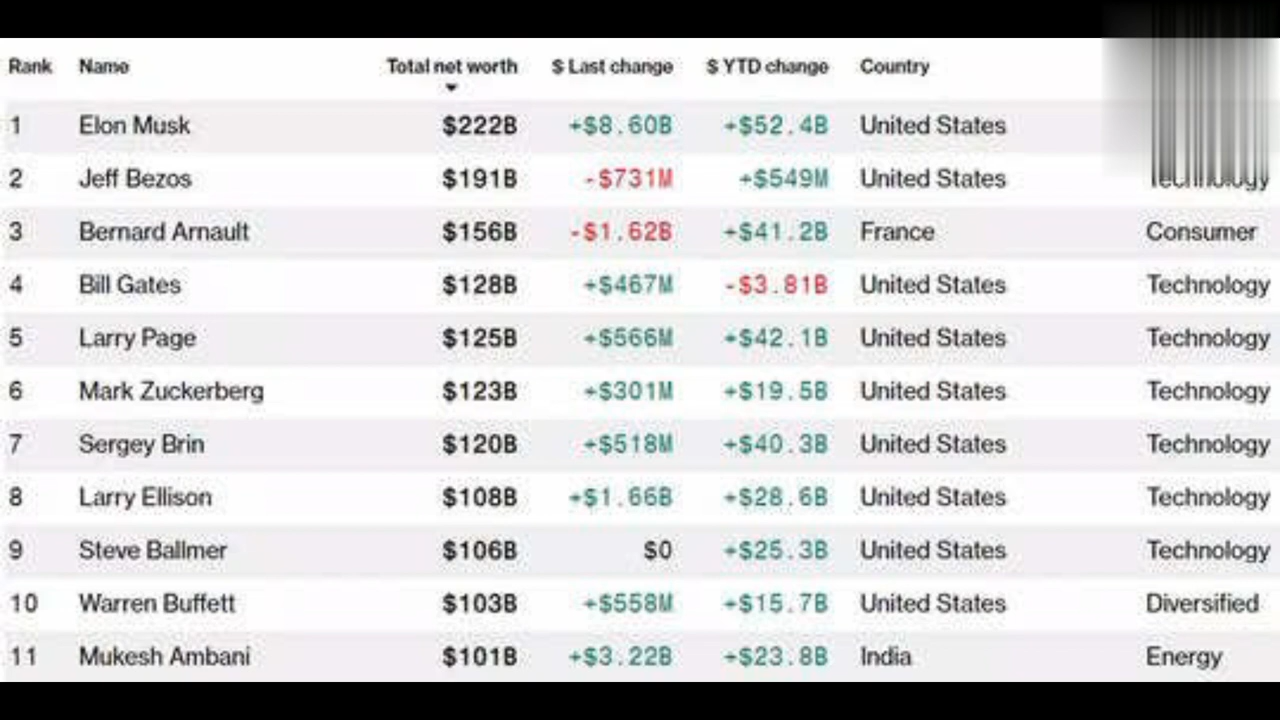 Rank Name Total net worth $ Last change $ YTD change Country
1 Elon Musk $222B +$8.60B +$52.4B United States
2 Jeff Bezos $191B -$731M +$549M United States Technology
3 Bernard Arnault $156B -$1.62B +$41.2B France Consumer
4 Bill Gates $128B +$467M -$3.81B United States Technology
5 Larry Page $125B +$566M +$42.1B United States Technology
6 Mark Zuckerberg $123B +$301M +$19.5B United States Technology
7 Sergey Brin $120B +$518M +$40.3B United States Technology
8 Larry Ellison $108B +$1.66B +$28.6B United States Technology
9 Steve Ballmer $106B $0 +$25.3B United States Technology
10 Warren Buffett $103B +$558M +$15.7B United States Diversified
11 Mukesh Ambani $101B +$3.22B +$23.8B India Energy